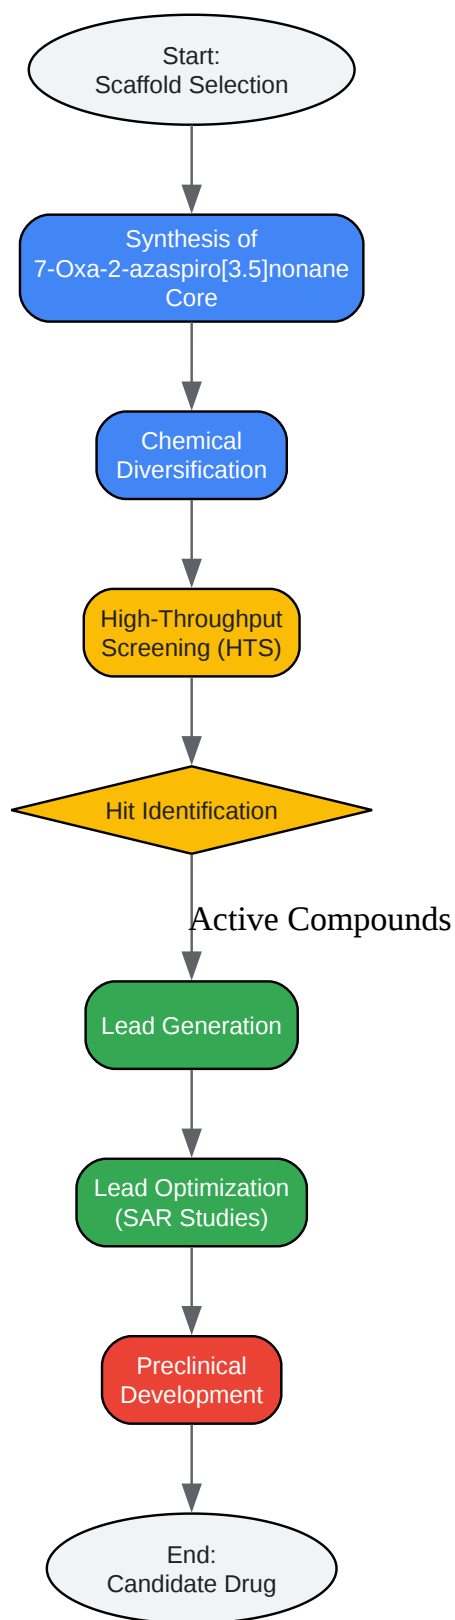 Start:
Scaffold Selection
Synthesis of
7-Oxa-2-azaspiro[3.5]nonane
Core
Chemical
Diversification
High-Throughput
Screening (HTS)
Hit Identification
Active Compounds
Lead Generation
Lead Optimization
(SAR Studies)
Preclinical
Development
End:
Candidate Drug